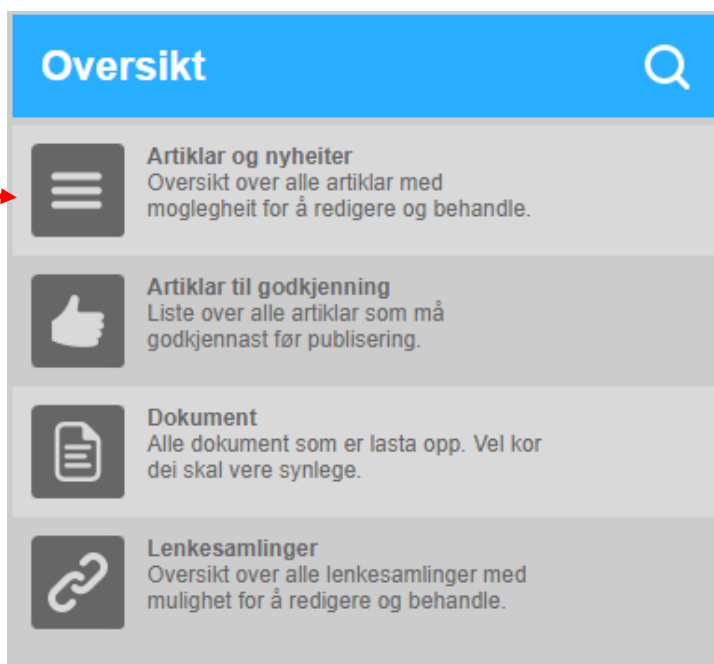 Oversikt
Artiklar og nyheiter
Oversikt over alle artiklar med
moglegheit for å redigere og behandle.
Artiklar til godkjenning
Liste over alle artiklar som må
godkjennast før publisering.
Dokument
Alle dokument som er lasta opp. Vel kor
dei skal vere synlege.
Lenkesamlinger
Oversikt over alle lenkesamlinger med
mulighet for å redigere og behandle.